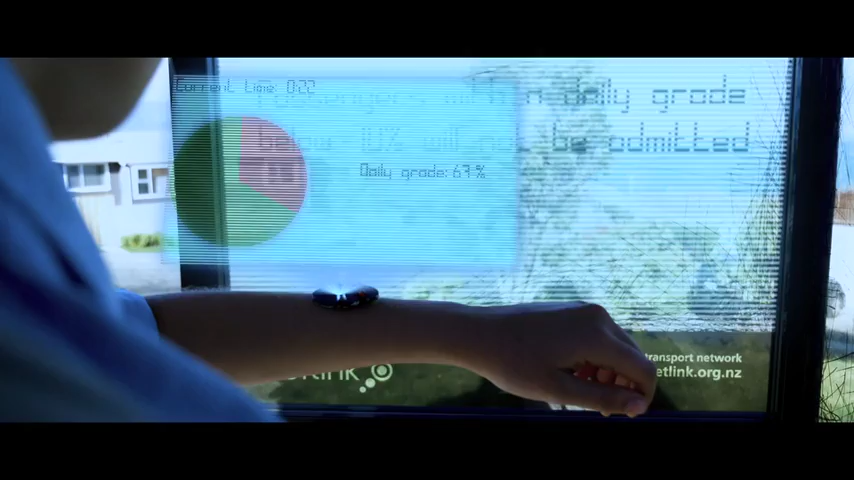 Current time: 0:22
Passengers with daily grade
below 10% will not be admitted
Daily grade: 67%
transport network
etlink.org.nz